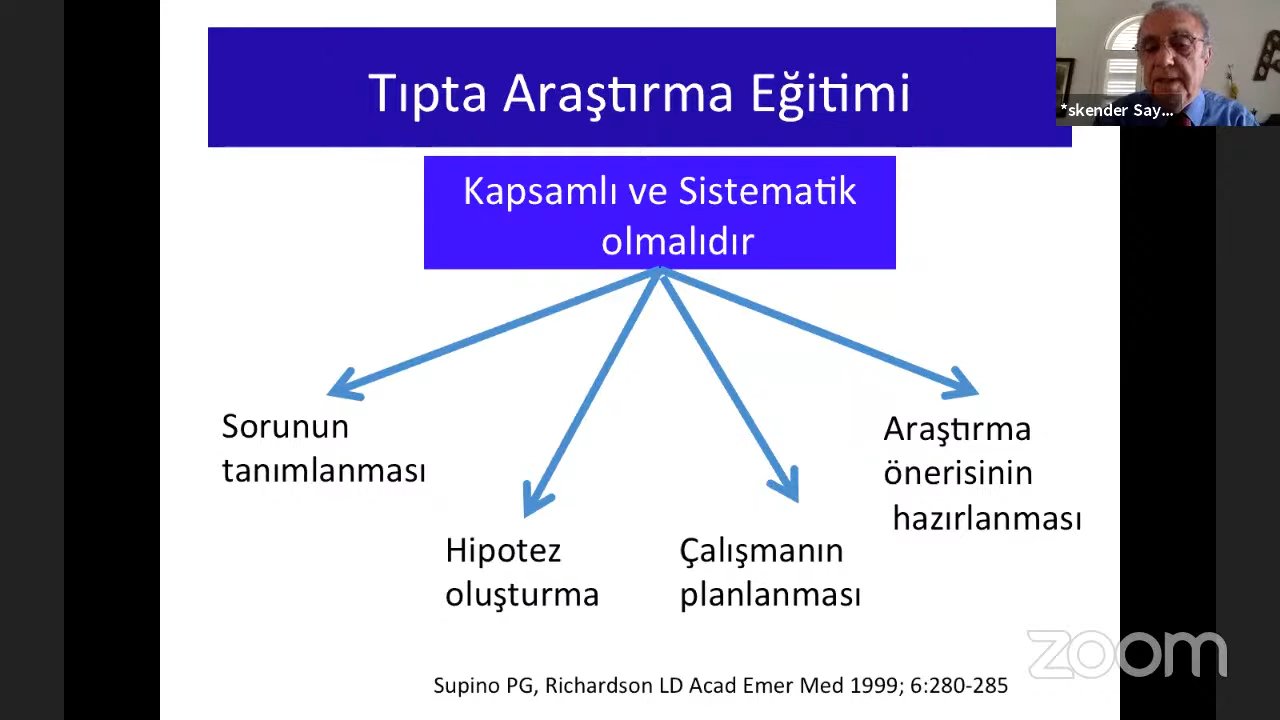 Tıpta Araştırma Eğitimi
*skender Say...
Kapsamlı ve Sistematik
olmalıdır
Sorunun
tanımlanması
Hipotez
oluşturma
Çalışmanın
planlanması
Araştırma
önerisinin
hazırlanması
zoom
Supino PG, Richardson LD Acad Emer Med 1999; 6:280-285